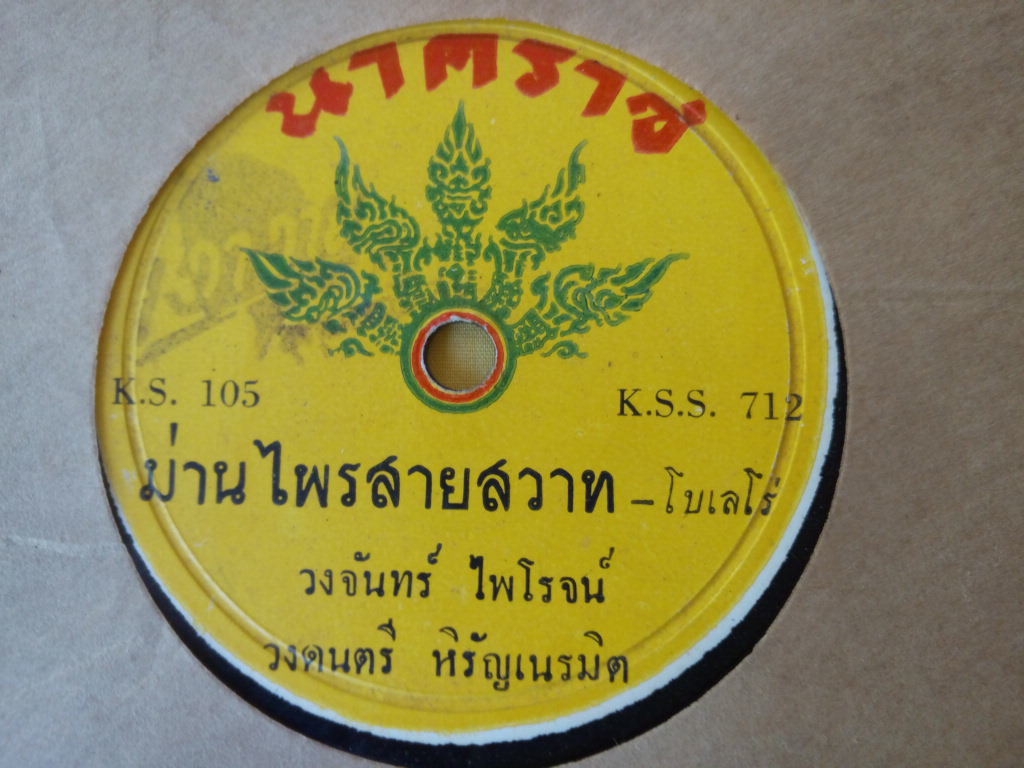 นาคราช
K.S. 105
K.S.S. 712
ม่านไพรสายสวาท - โบเลโร่
วงจันทร์ ไพโรจน์
วงดนตรี หิรัญเนรมิต